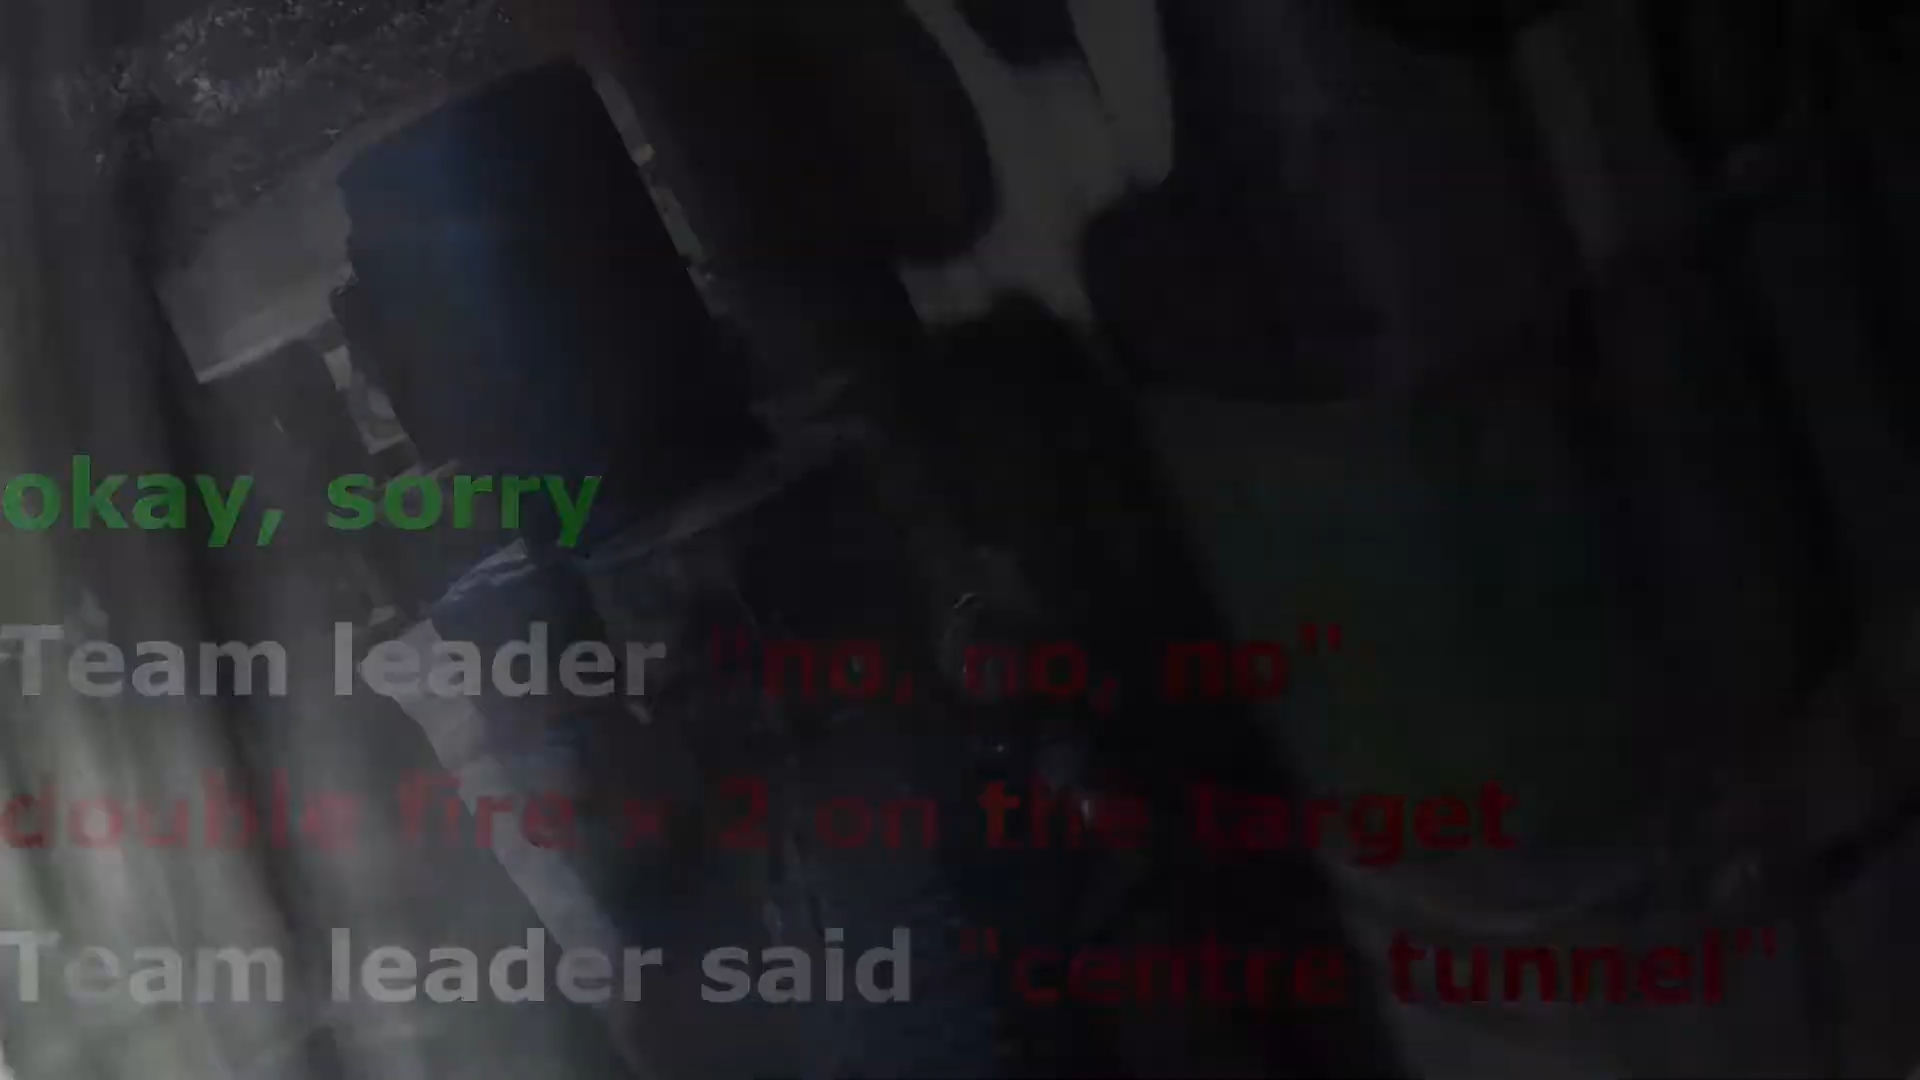 okay, sorry
Team leader "no, no, no"
double fire x 2 on the target
Team leader said "centre tunnel"